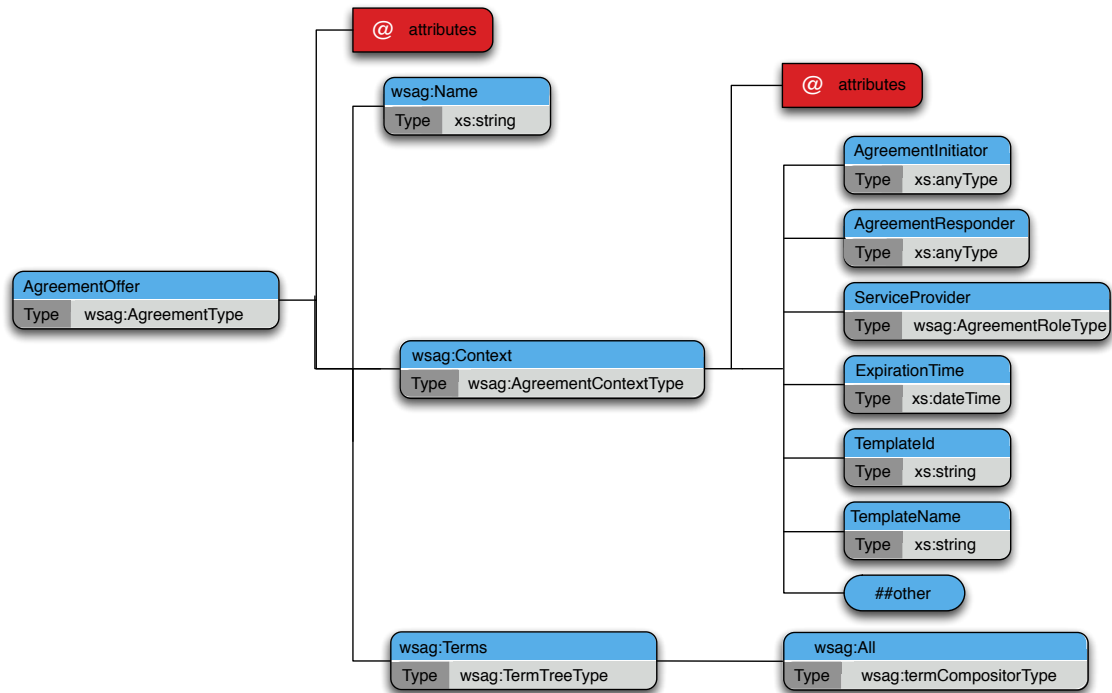 @ attributes
wsag:Name
Type xs:string
@ attributes
AgreementInitiator
Type xs:anyType
AgreementResponder
Type xs:anyType
AgreementOffer
Type wsag:AgreementType
ServiceProvider
Type wsag:AgreementRoleType
wsag:Context
Type wsag:AgreementContextType
ExpirationTime
Type xs:dateTime
TemplateId
Type xs:string
TemplateName
Type xs:string
##other
wsag:Terms
Type wsag:TermTreeType
wsag:All
Type wsag:termCompositorType